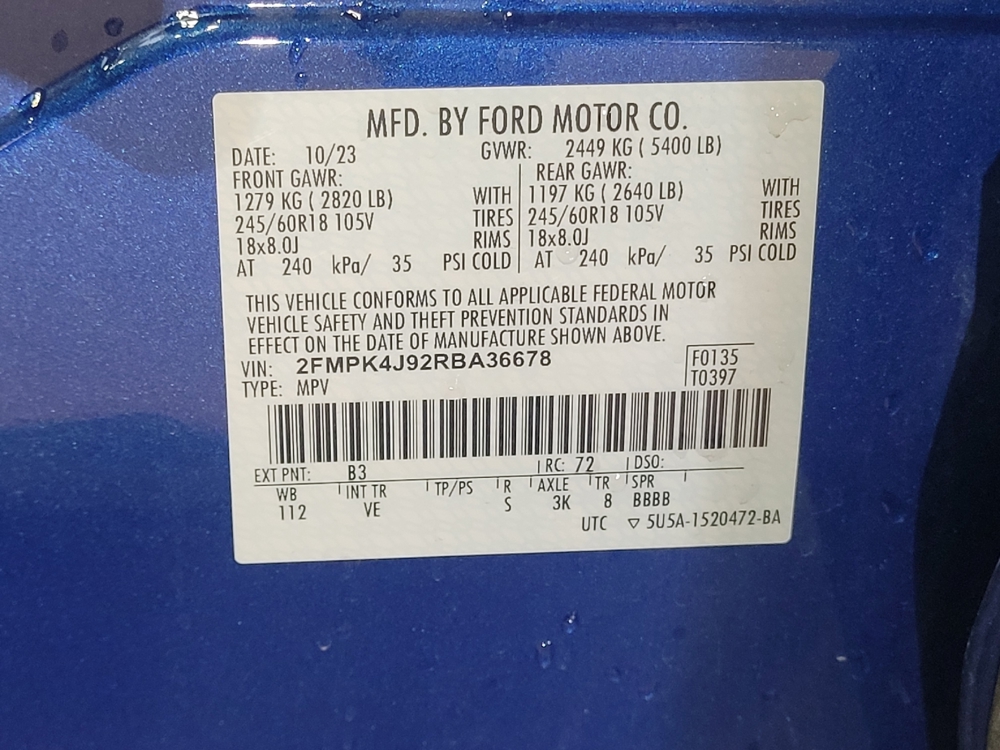 MFD. BY FORD MOTOR CO.
DATE: 10/23 GVWR: 2449 KG ( 5400 LB)
FRONT GAWR: REAR GAWR:
1279 KG ( 2820 LB) WITH 1197 KG ( 2640 LB) WITH
245/60R18 105V TIRES 245/60R18 105V TIRES
18x8.0J RIMS 18x8.0J RIMS
AT 240 kPa/ 35 PSI COLD AT 240 kPa/ 35 PSI COLD
THIS VEHICLE CONFORMS TO ALL APPLICABLE FEDERAL MOTOR
VEHICLE SAFETY AND THEFT PREVENTION STANDARDS IN
EFFECT ON THE DATE OF MANUFACTURE SHOWN ABOVE.
VIN: 2FMPK4J92RBA36678 F0135
TYPE: MPV T0397
EXT PNT: B3 RC: 72 DSO:
WB INT TR TP/PS R AXLE TR SPR
112 VE S 3K 8 BBBB
UTC ▽ 5U5A-1520472-BA